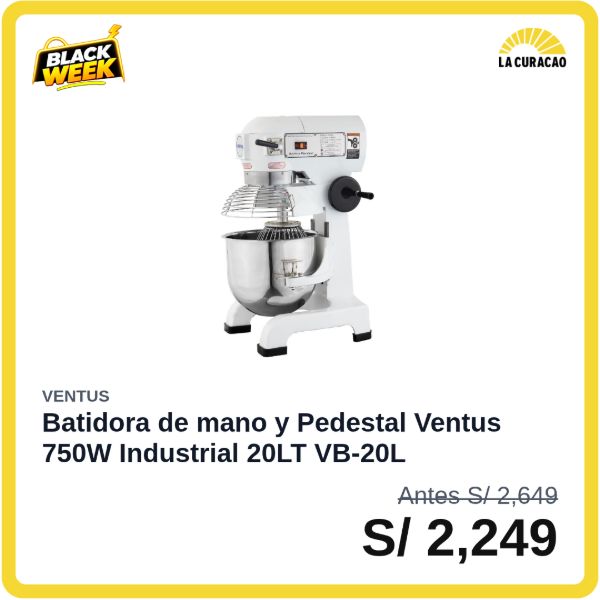 BLACK
WEEK
LA CURACAO
VENTUS
Batidora de mano y Pedestal Ventus
750W Industrial 20LT VB-20L
Antes S/ 2,649
S/ 2,249